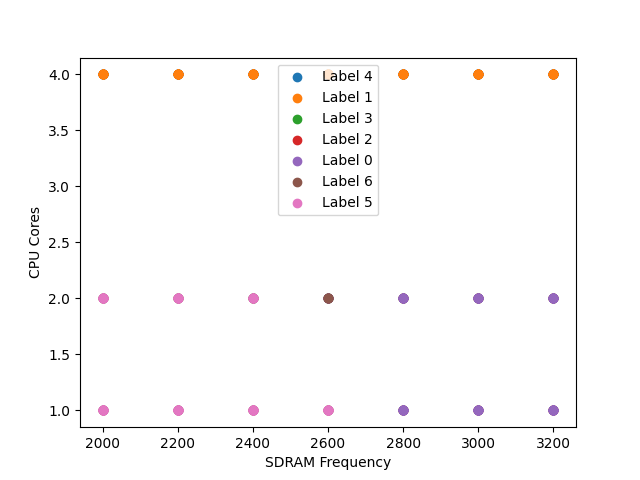 4.0
3.5
3.0
2.5
2.0
1.5
1.0
CPU Cores
Label 4
Label 1
Label 3
Label 2
Label 0
Label 6
Label 5
2000 2200 2400 2600 2800 3000 3200
SDRAM Frequency